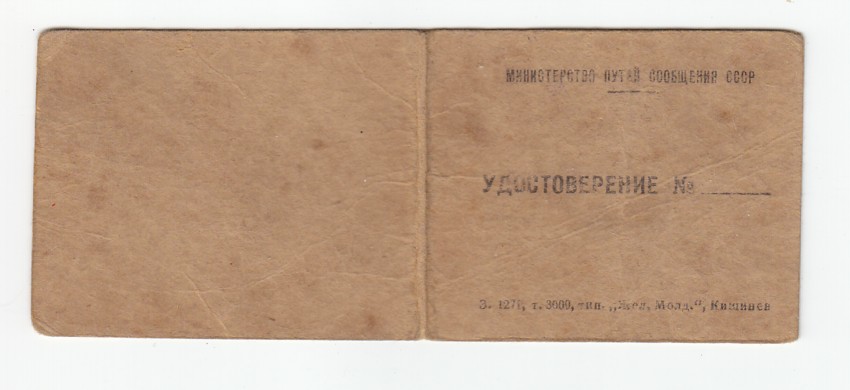 МИНИСТЕРСТВО ПУТЕЙ СООБЩЕНИЯ СССР
УДОСТОВЕРЕНИЕ №
З. 1271, т. 3000, тип. „Жел. Молд.“, Кишинев